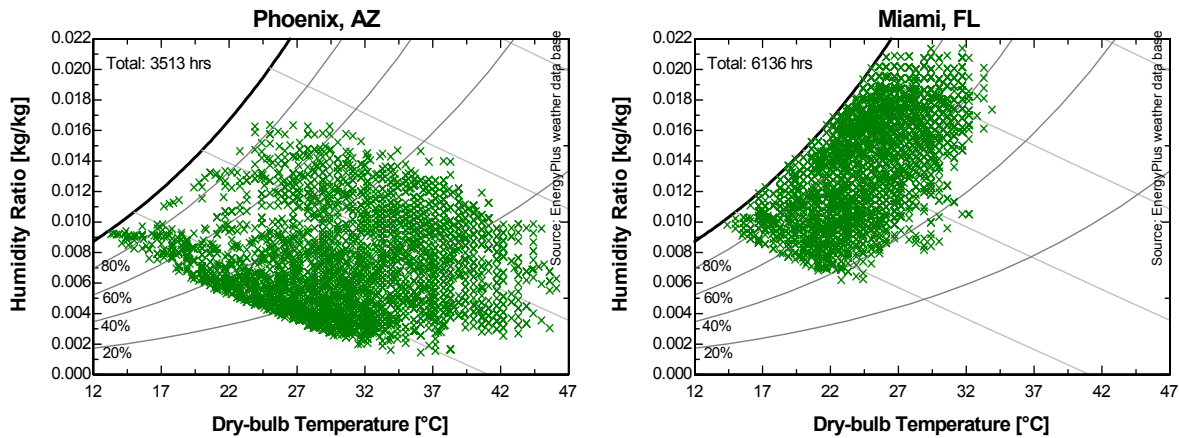 Phoenix, AZ
0.022
0.020
0.018
0.016
0.014
0.012
0.010
0.008
0.006
0.004
0.002
0.000
Humidity Ratio [kg/kg]
Total: 3513 hrs
80%
60%
40%
20%
Source: EnergyPlus weather data base
12 17 22 27 32 37 42 47
Dry-bulb Temperature [°C]
Miami, FL
0.022
0.020
0.018
0.016
0.014
0.012
0.010
0.008
0.006
0.004
0.002
0.000
Humidity Ratio [kg/kg]
Total: 6136 hrs
80%
60%
40%
20%
Source: EnergyPlus weather data base
12 17 22 27 32 37 42 47
Dry-bulb Temperature [°C]